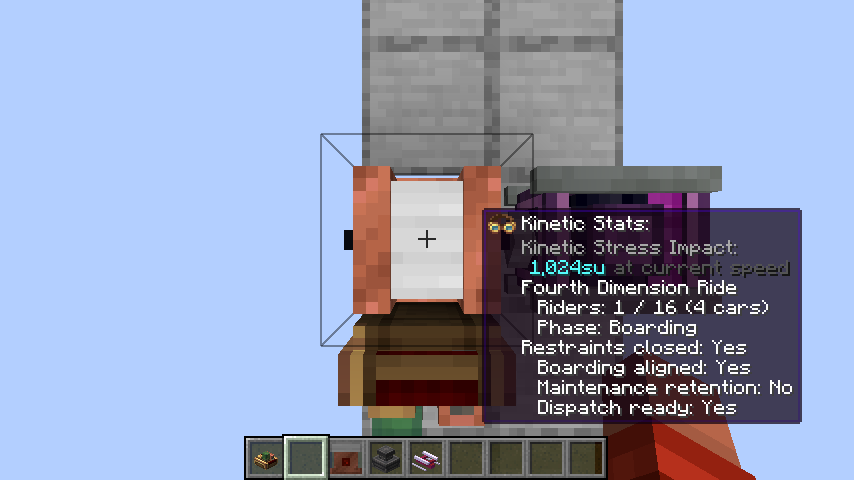 Kinetic Stats:
Kinetic Stress Impact:
1,024su at current speed
Fourth Dimension Ride
Riders: 1 / 16 (4 cars)
Phase: Boarding
Restraints closed: Yes
Boarding aligned: Yes
Maintenance retention: No
Dispatch ready: Yes